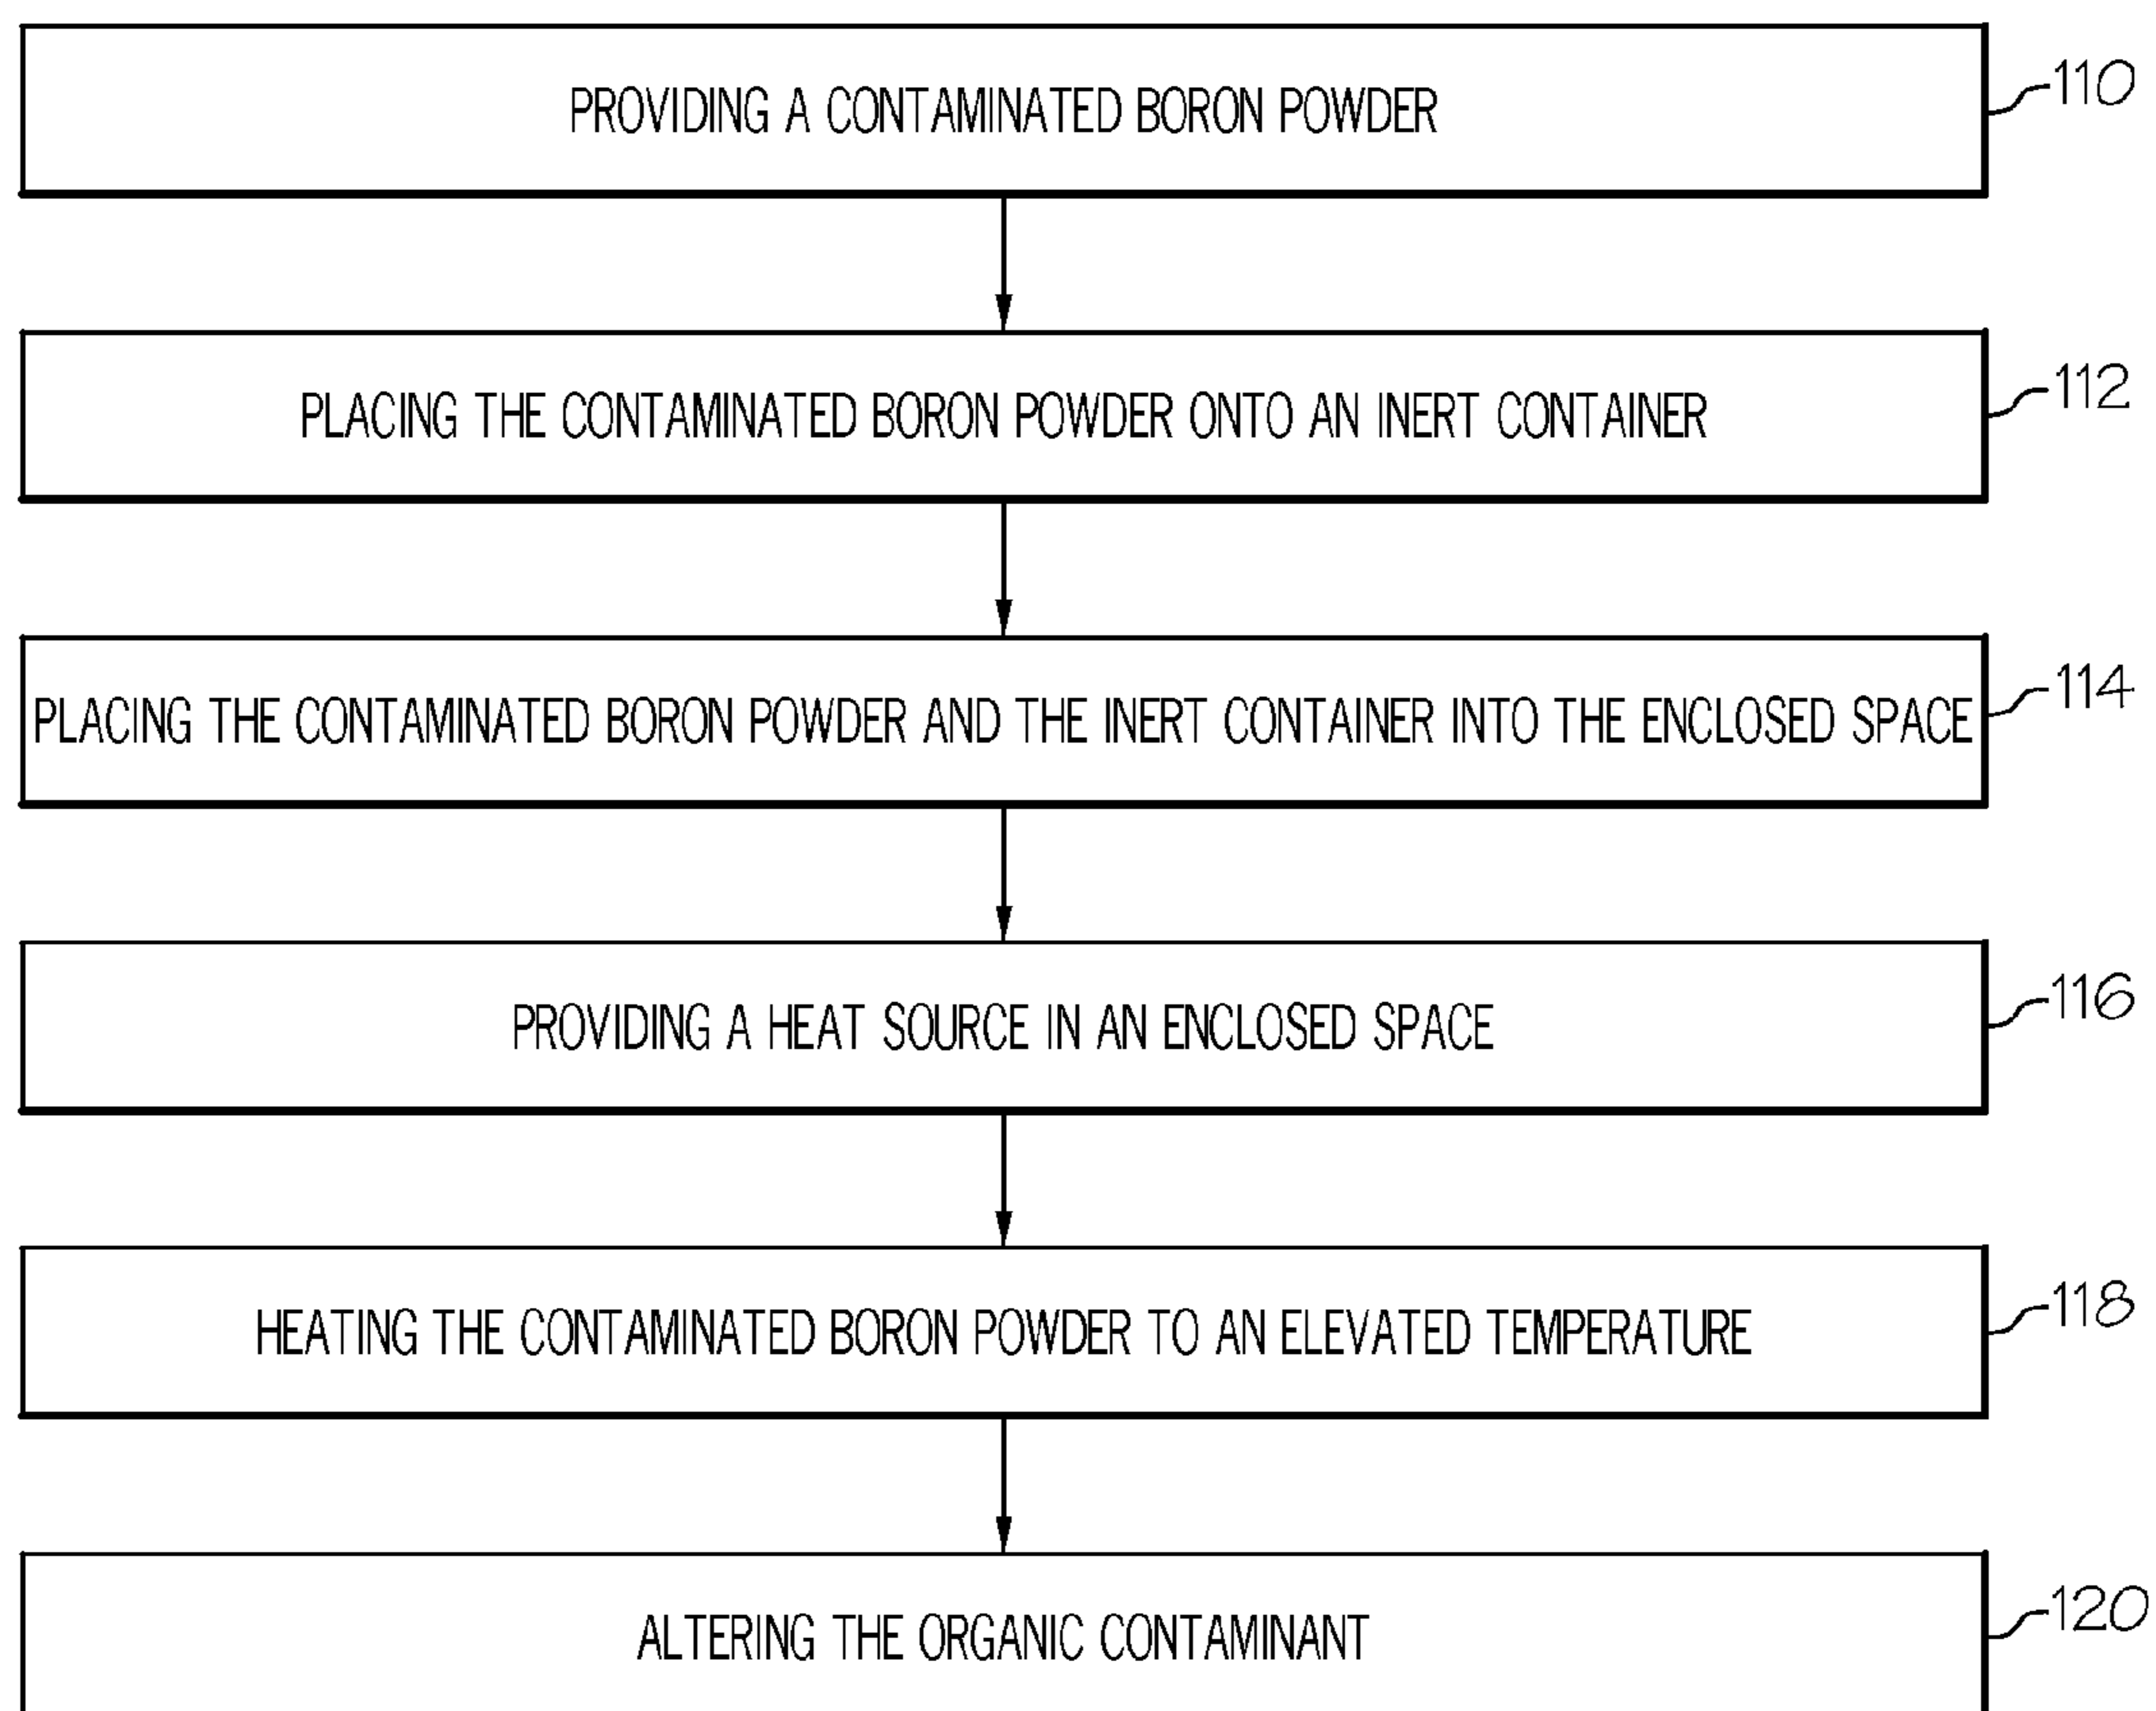 PROVIDING A CONTAMINATED BORON POWDER
110
PLACING THE CONTAMINATED BORON POWDER ONTO AN INERT CONTAINER
112
PLACING THE CONTAMINATED BORON POWDER AND THE INERT CONTAINER INTO THE ENCLOSED SPACE
114
PROVIDING A HEAT SOURCE IN AN ENCLOSED SPACE
116
HEATING THE CONTAMINATED BORON POWDER TO AN ELEVATED TEMPERATURE
118
ALTERING THE ORGANIC CONTAMINANT
120